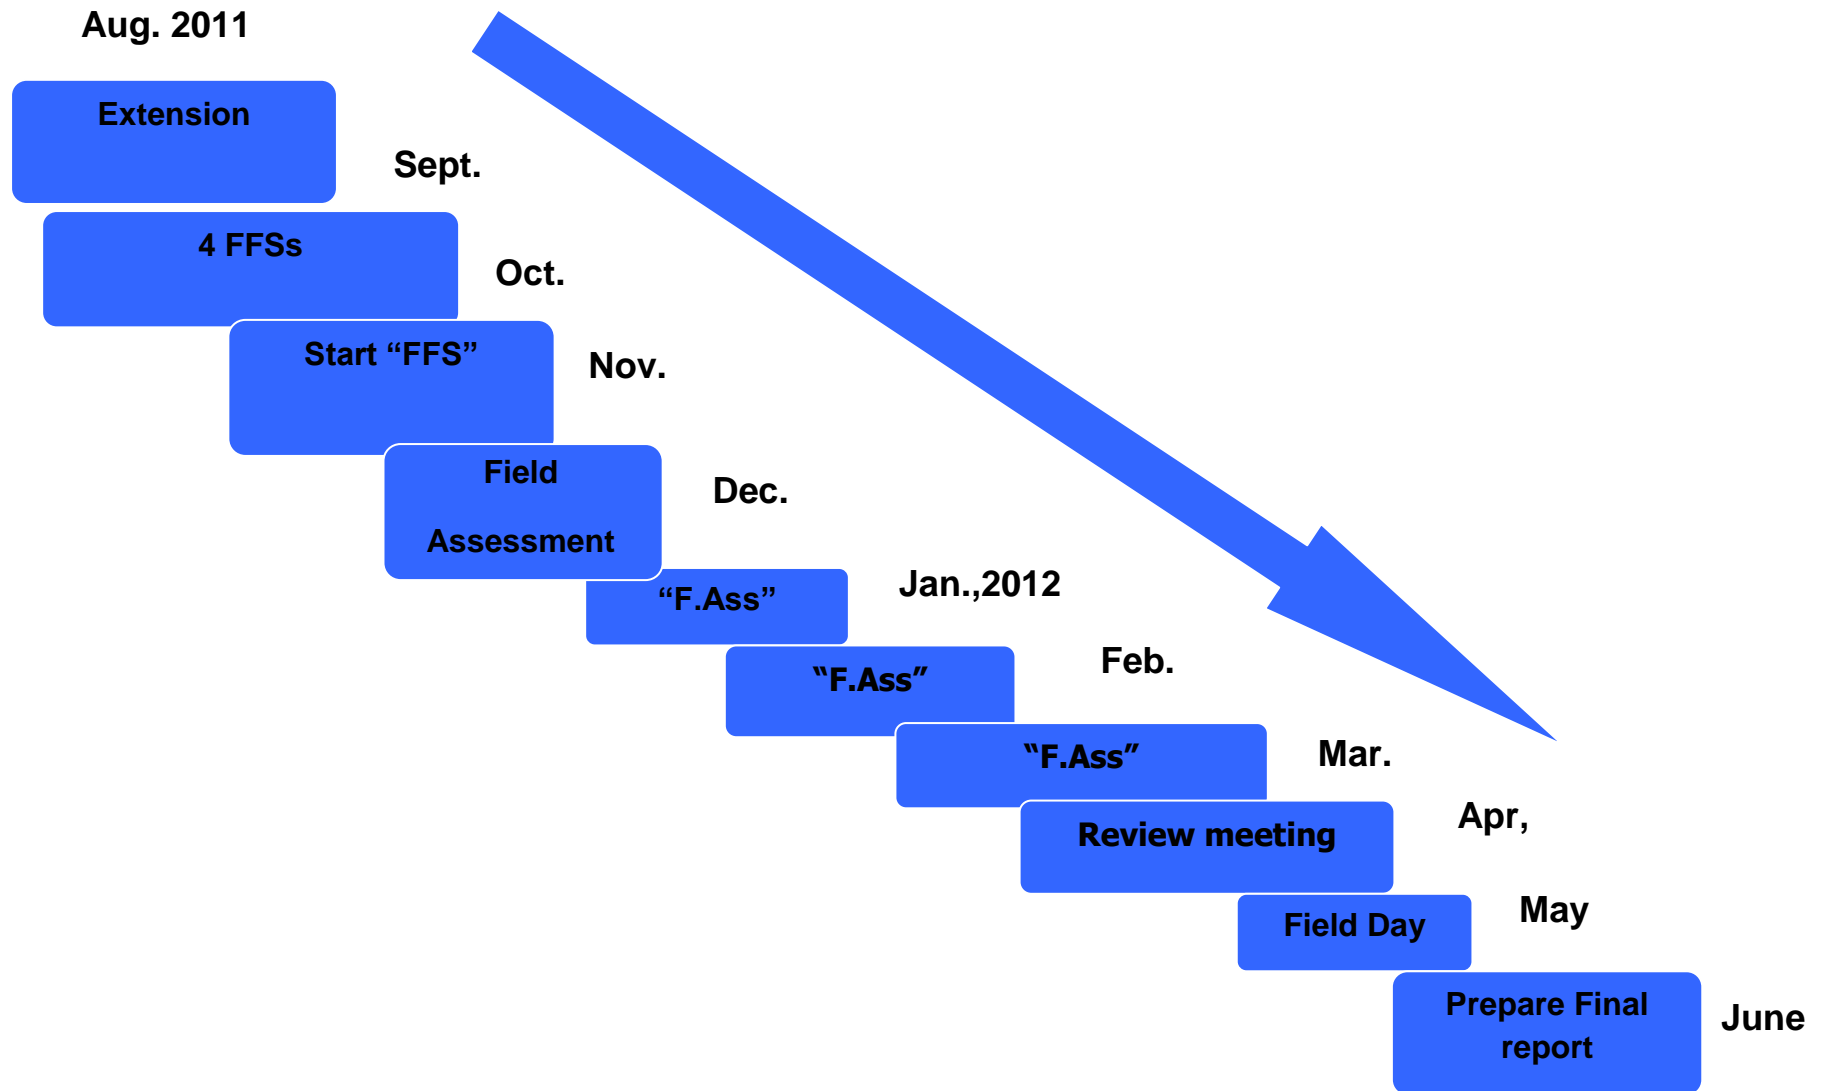 Aug. 2011
Extension
Sept.
4 FFSs
Oct.
Start “FFS”
Nov.
Field
Assessment
Dec.
“F.Ass”
Jan.,2012
“F.Ass”
Feb.
“F.Ass”
Mar.
Review meeting
Apr,
Field Day
May
Prepare Final
report
June